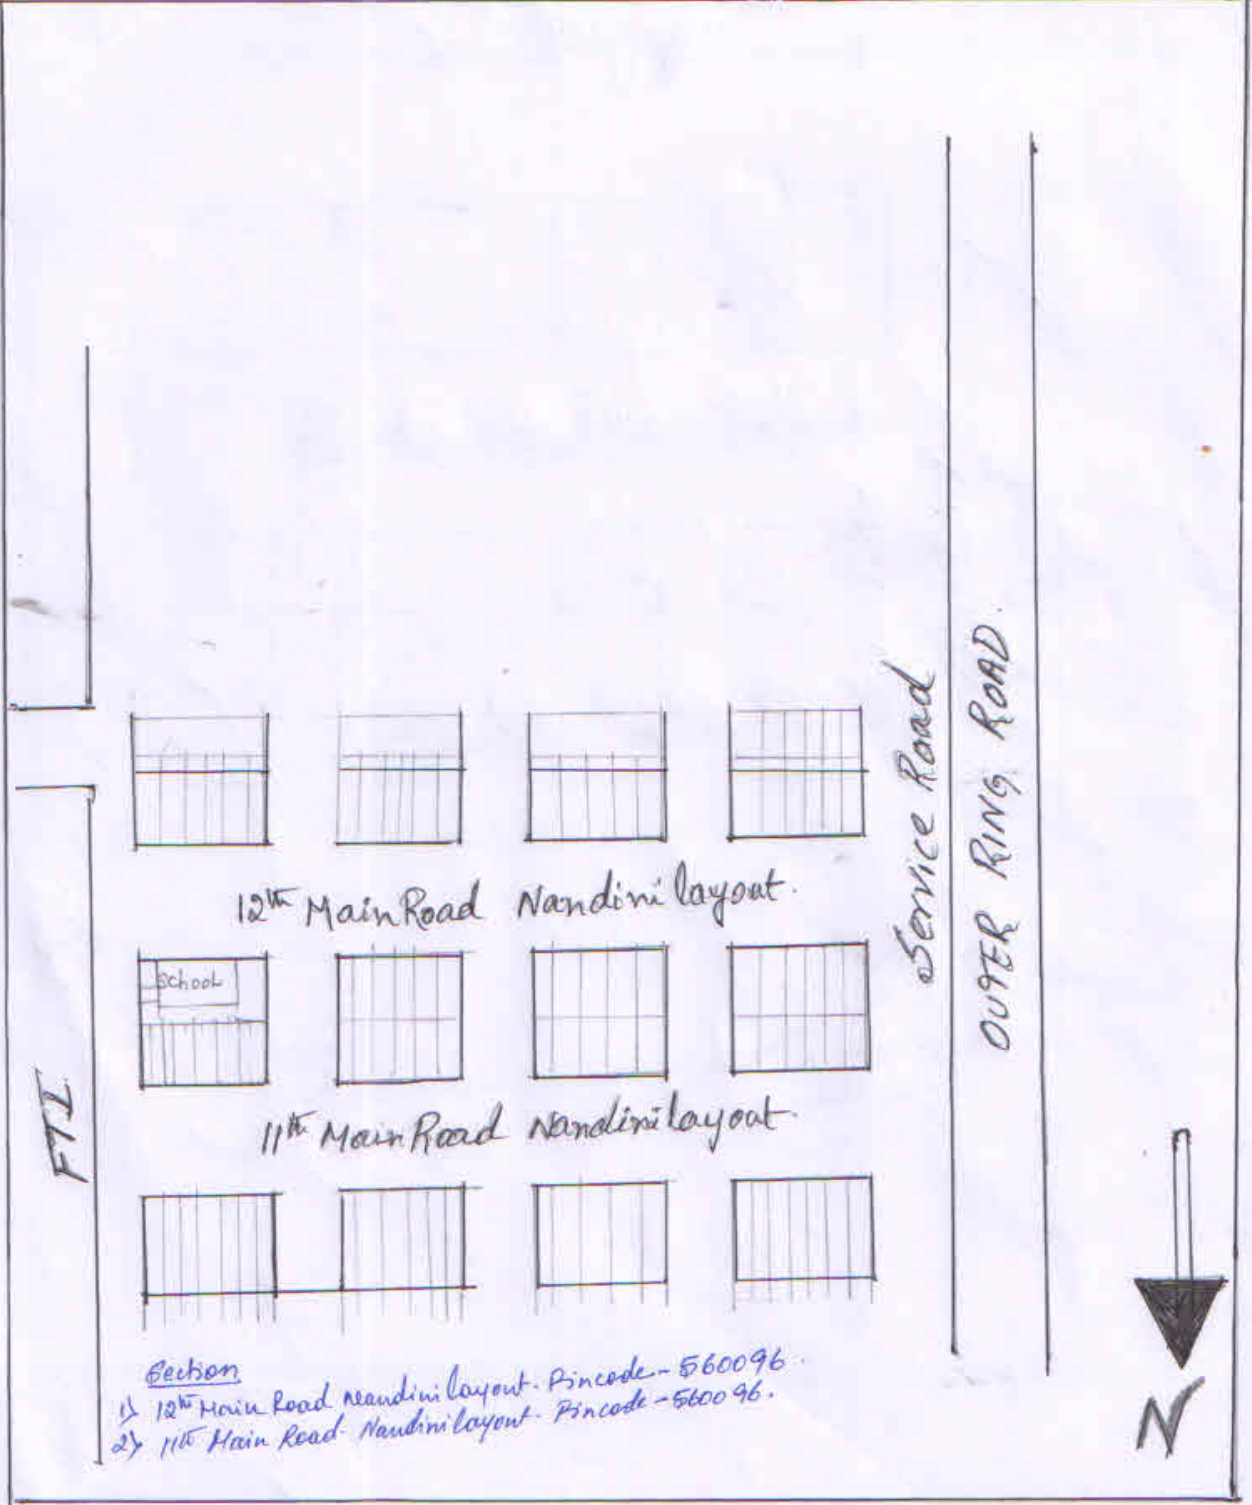 Service Road
OUTER RING ROAD.
12th Main Road Nandini layout.
School
FTI
11th Main Road Nandini layout.
N
Section
1) 12th Main Road Nandini layout. Pincode - 560096.
2) 11th Main Road Nandini layout. Pincode - 560096.